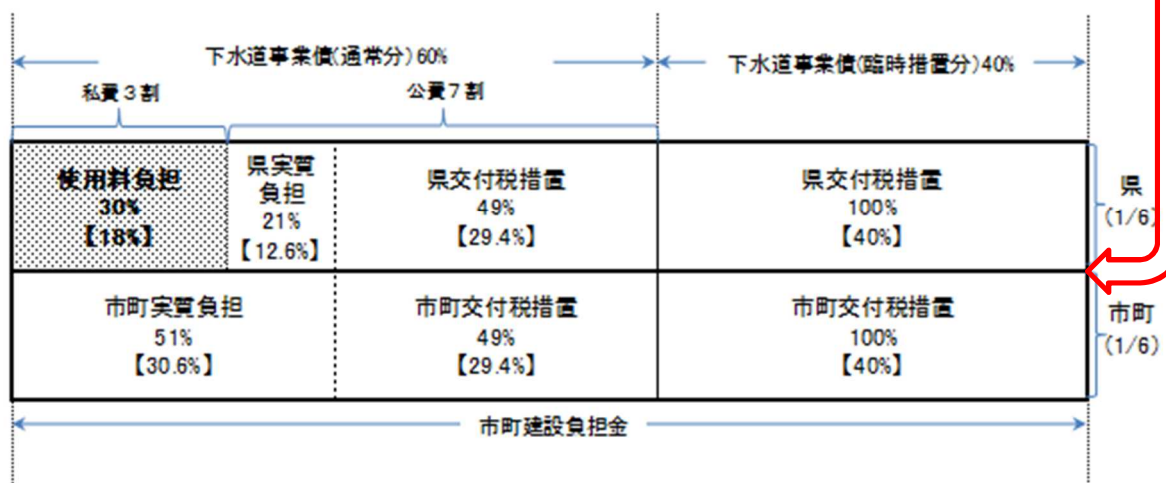 下水道事業債(通常分)60%
下水道事業債(臨時措置分)40%
私費3割
公費7割
使用料負担
30%
【18%】
県実質
負担
21%
【12.6%】
県交付税措置
49%
【29.4%】
県交付税措置
100%
【40%】
県
(1/6)
市町実質負担
51%
【30.6%】
市町交付税措置
49%
【29.4%】
市町交付税措置
100%
【40%】
市町
(1/6)
市町建設負担金